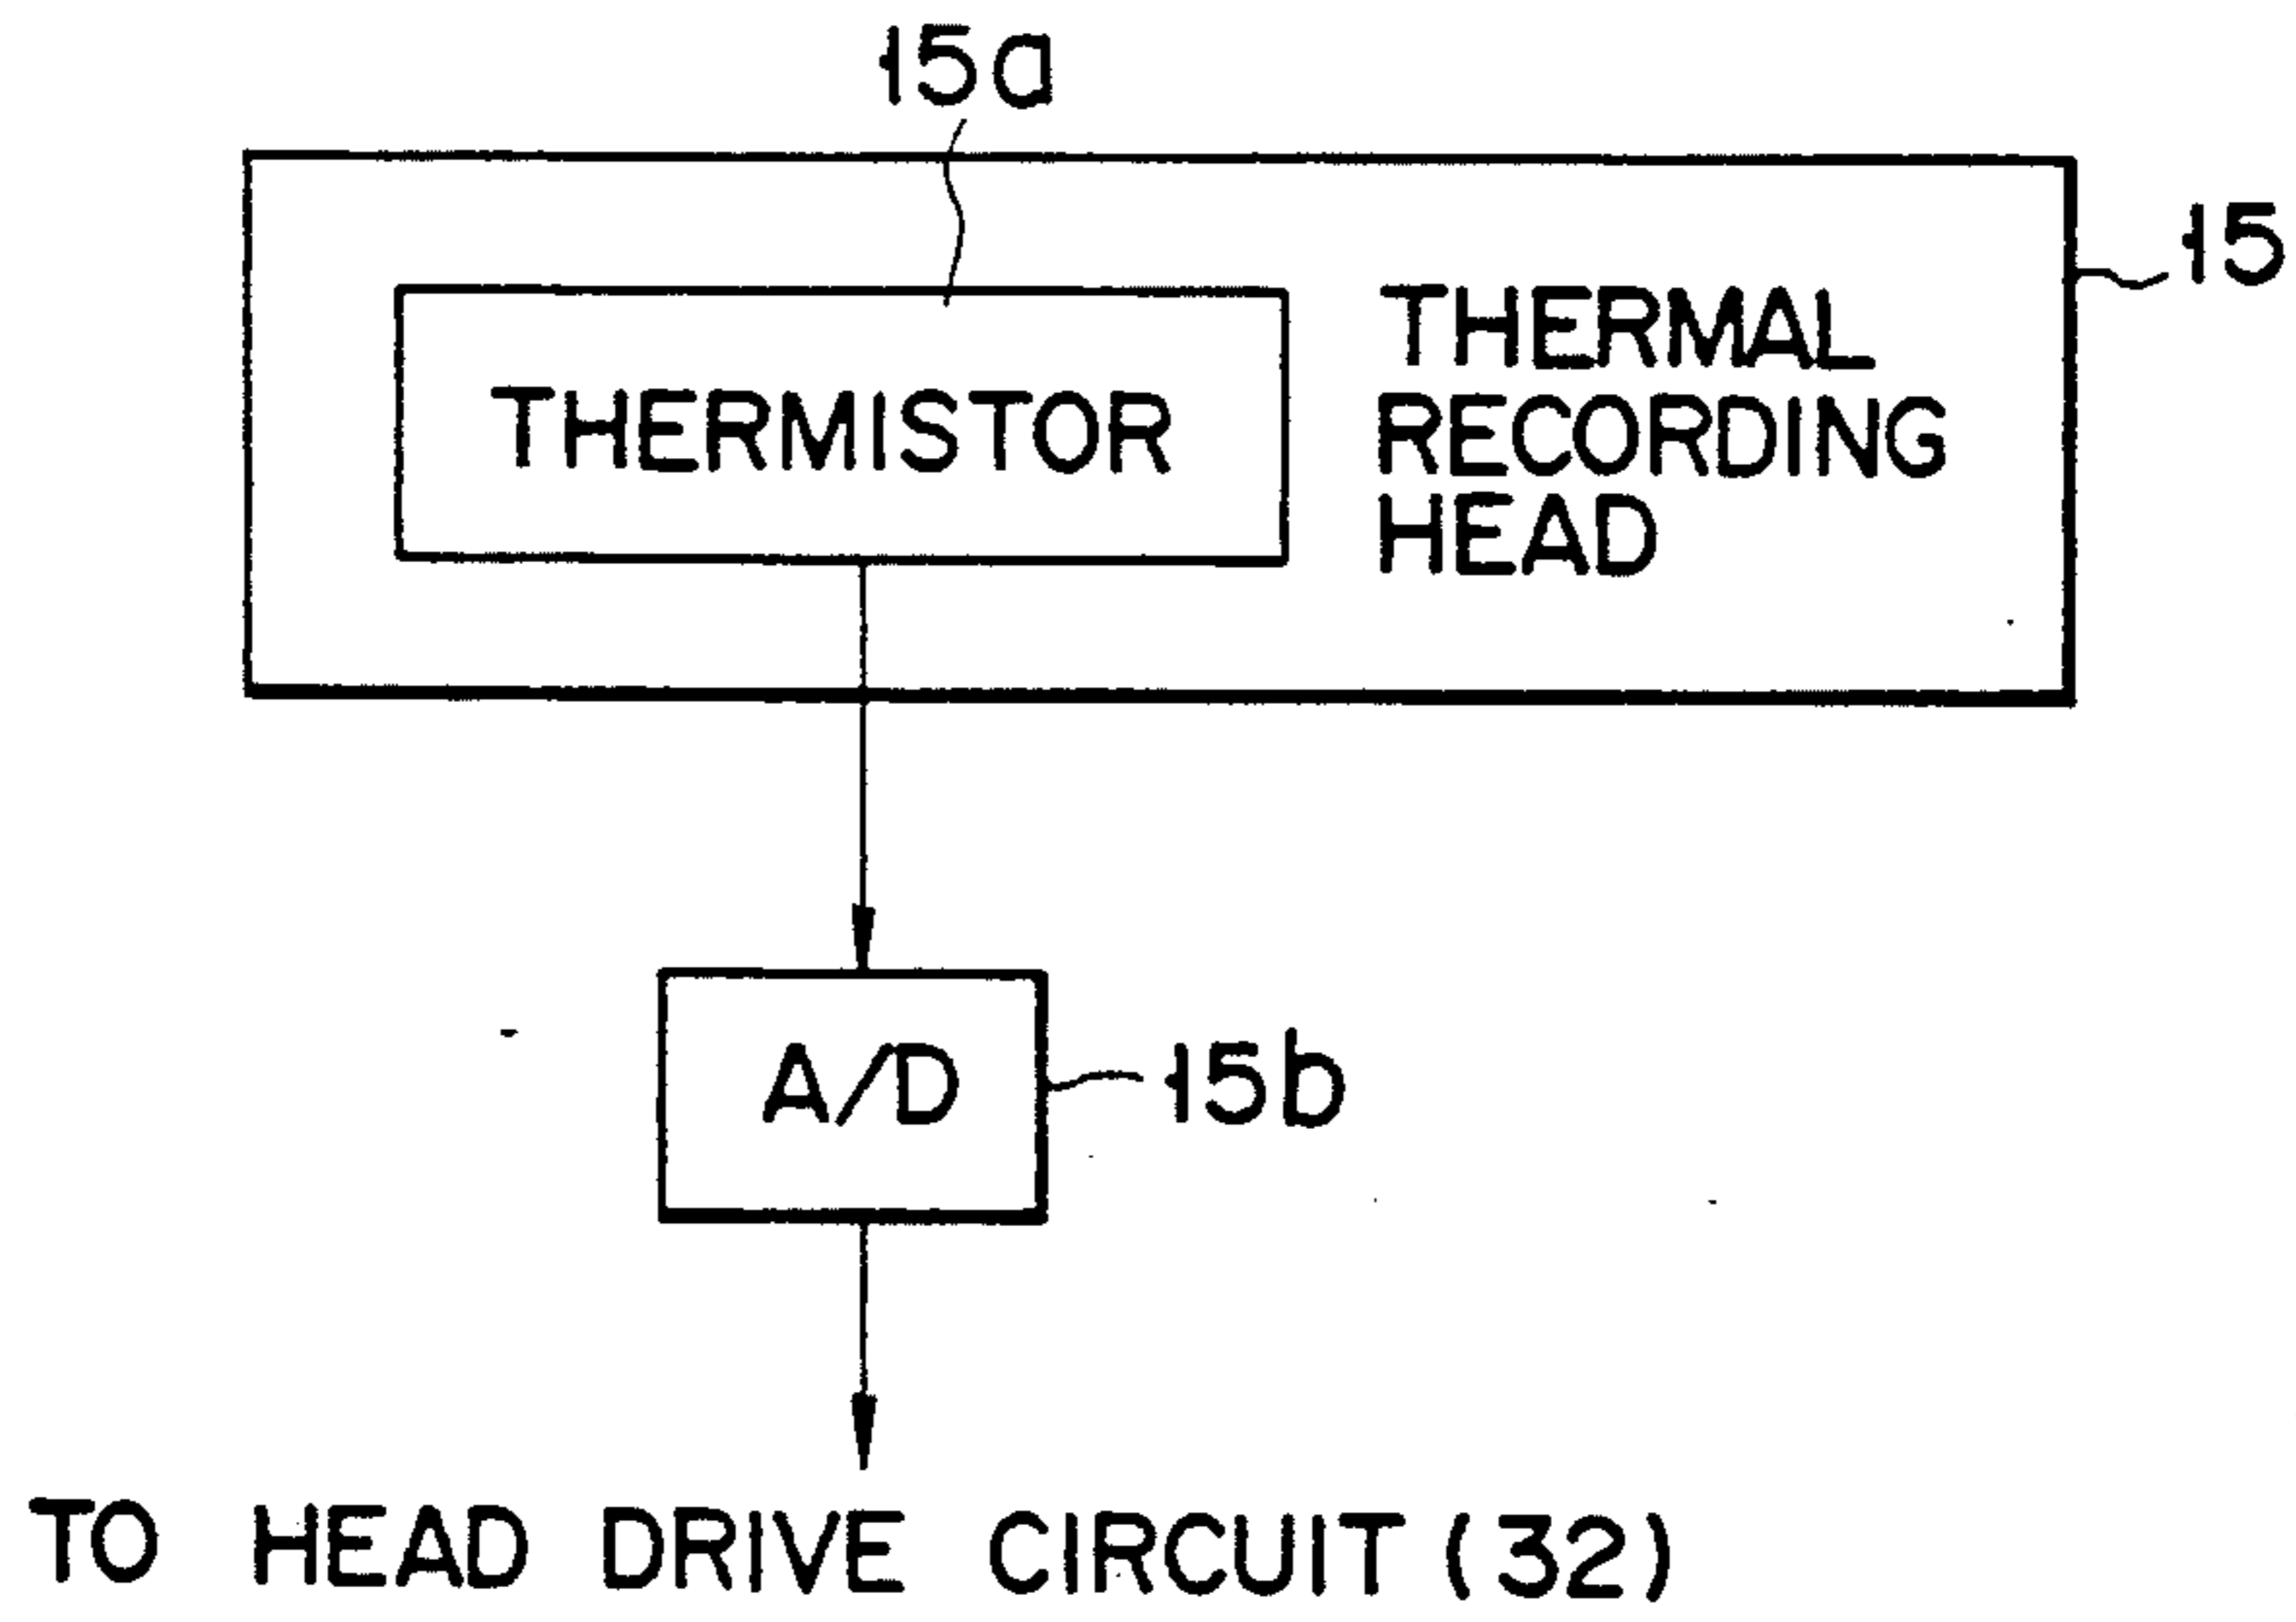 15a
15
THERMISTOR
THERMAL
RECORDING
HEAD
A/D
15b
TO HEAD DRIVE CIRCUIT (32)